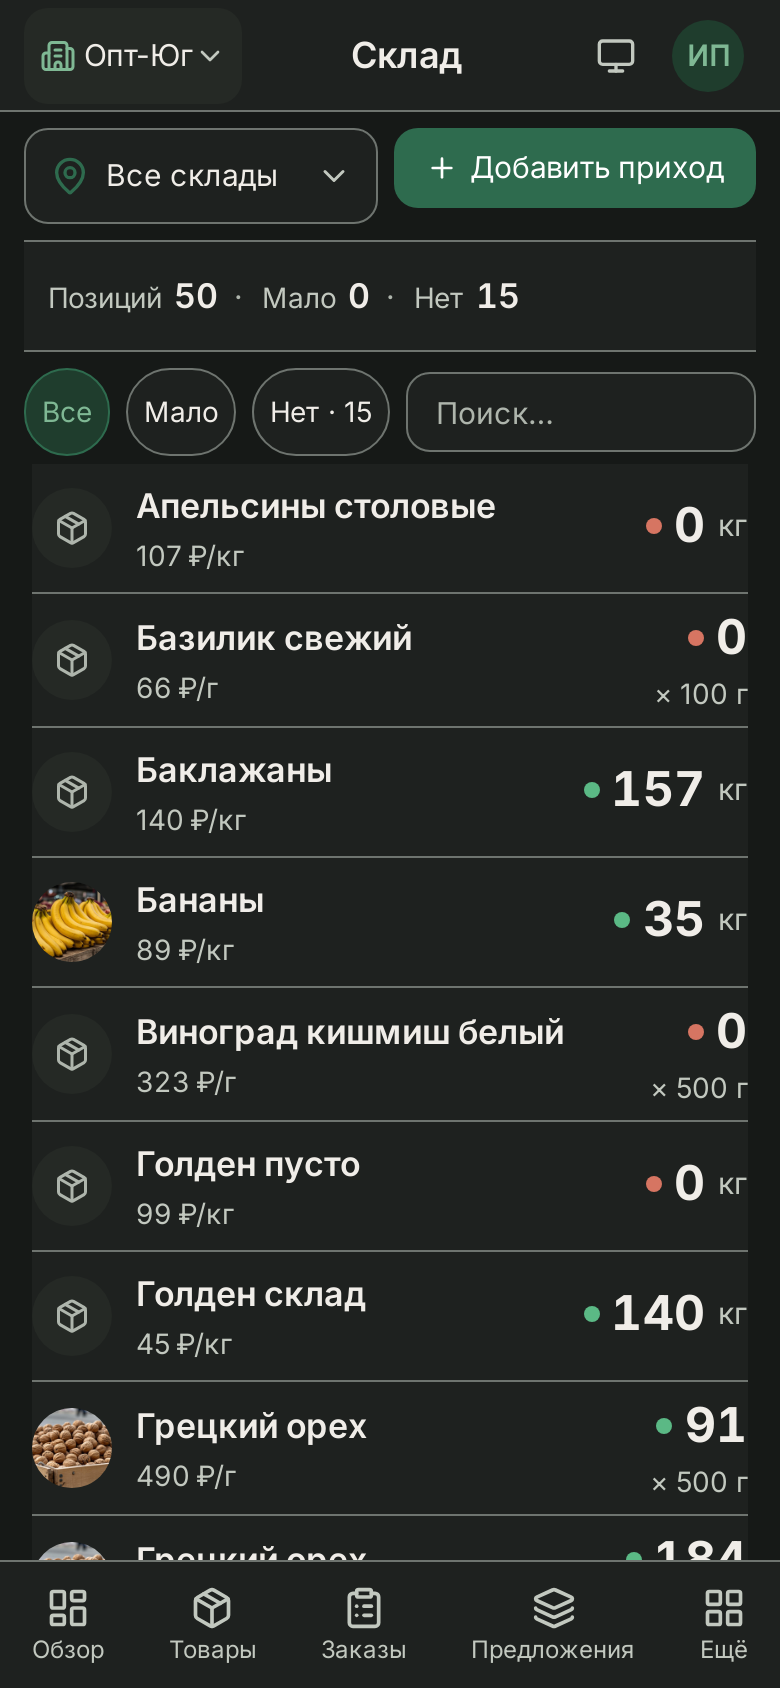 Опт-Юг
Склад
ИП
Все склады
+ Добавить приход
Позиций 50 · Мало 0 · Нет 15
Все
Мало
Нет · 15
Поиск...
Апельсины столовые
0 кг
107 ₽/кг
Базилик свежий
0
66 ₽/г
× 100 г
Баклажаны
157 кг
140 ₽/кг
Бананы
35 кг
89 ₽/кг
Виноград кишмиш белый
0
323 ₽/г
× 500 г
Голден пусто
0 кг
99 ₽/кг
Голден склад
140 кг
45 ₽/кг
Грецкий орех
91
490 ₽/г
× 500 г
Грецкий орех
184
Обзор
Товары
Заказы
Предложения
Ещё